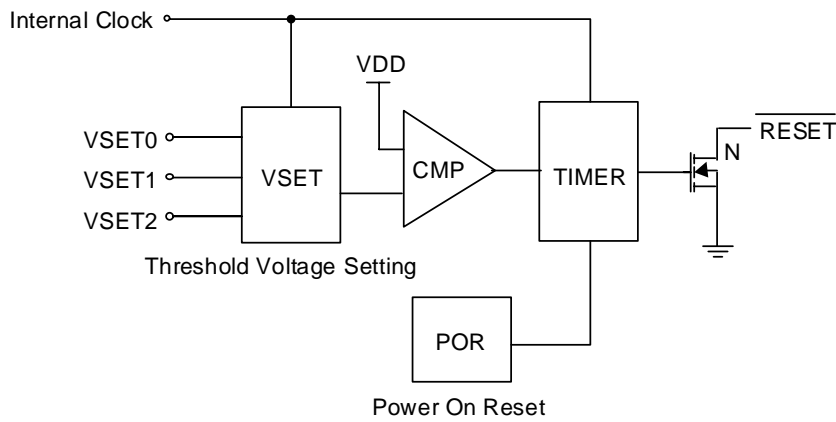 Internal Clock
VDD
VSET0
VSET1
VSET2
VSET
CMP
TIMER
N
RESET
Threshold Voltage Setting
POR
Power On Reset